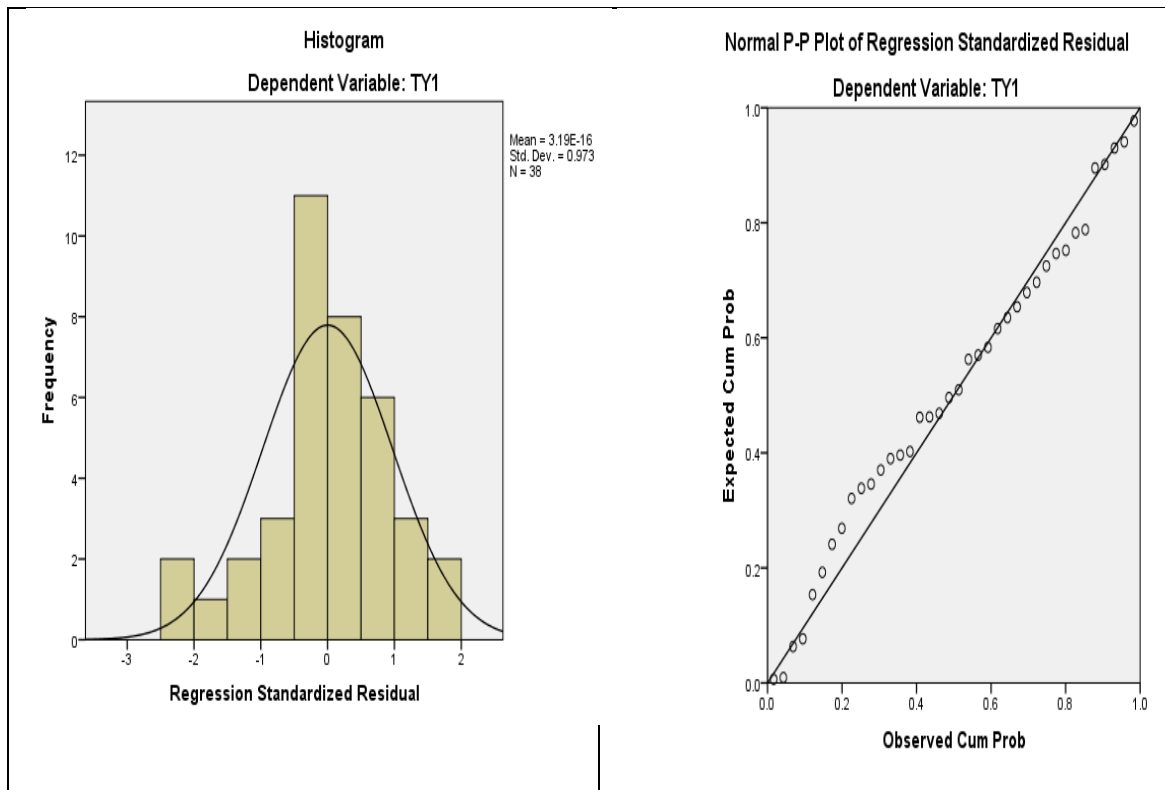 Histogram
Dependent Variable: TY1
Mean = 3.19E-16
Std. Dev. = 0.973
N = 38
12
10
8
6
4
2
0
Frequency
-3 -2 -1 0 1 2
Regression Standardized Residual
Normal P-P Plot of Regression Standardized Residual
Dependent Variable: TY1
1.0
0.8
0.6
0.4
0.2
0.0
Expected Cum Prob
0.0 0.2 0.4 0.6 0.8 1.0
Observed Cum Prob